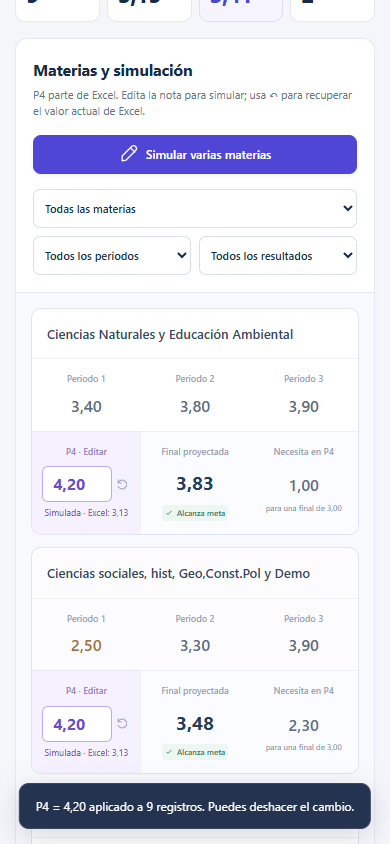 Materias y simulación
P4 parte de Excel. Edita la nota para simular; usa ↶ para recuperar
el valor actual de Excel.
Simular varias materias
Todas las materias
Todos los periodos
Todos los resultados
Ciencias Naturales y Educación Ambiental
Periodo 1
Periodo 2
Periodo 3
3,40
3,80
3,90
P4 · Editar
Final proyectada
Necesita en P4
4,20
3,83
1,00
Simulada · Excel: 3,13
✓ Alcanza meta
para una final de 3,00
Ciencias sociales, hist, Geo,Const.Pol y Demo
Periodo 1
Periodo 2
Periodo 3
2,50
3,30
3,90
P4 · Editar
Final proyectada
Necesita en P4
4,20
3,48
2,30
Simulada · Excel: 3,13
✓ Alcanza meta
para una final de 3,00
P4 = 4,20 aplicado a 9 registros. Puedes deshacer el cambio.